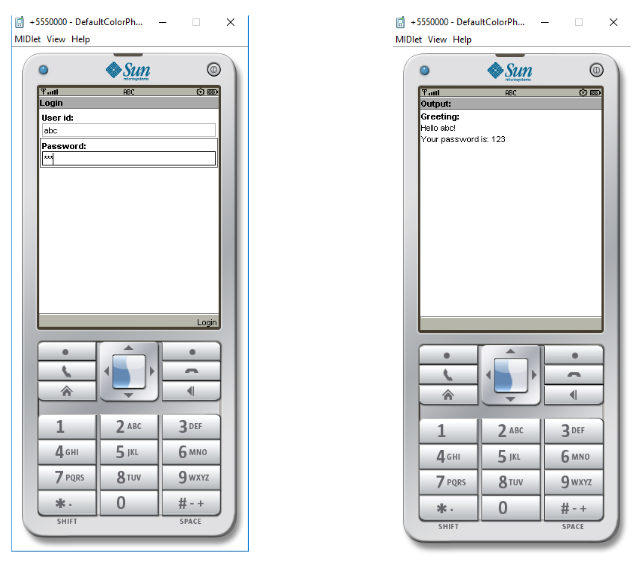 +5550000 - DefaultColorPh...
MIDlet View Help
Sun
microsystems
ABC
Login
User id:
abc
Password:
***
Login
1
2 ABC
3 DEF
4 GHI
5 JKL
6 MNO
7 PQRS
8 TUV
9 WXYZ
* .
0
# - +
SHIFT
SPACE
+5550000 - DefaultColorPh...
MIDlet View Help
Sun
microsystems
ABC
Output:
Greeting:
Hello abc!
Your password is: 123
1
2 ABC
3 DEF
4 GHI
5 JKL
6 MNO
7 PQRS
8 TUV
9 WXYZ
* .
0
# - +
SHIFT
SPACE